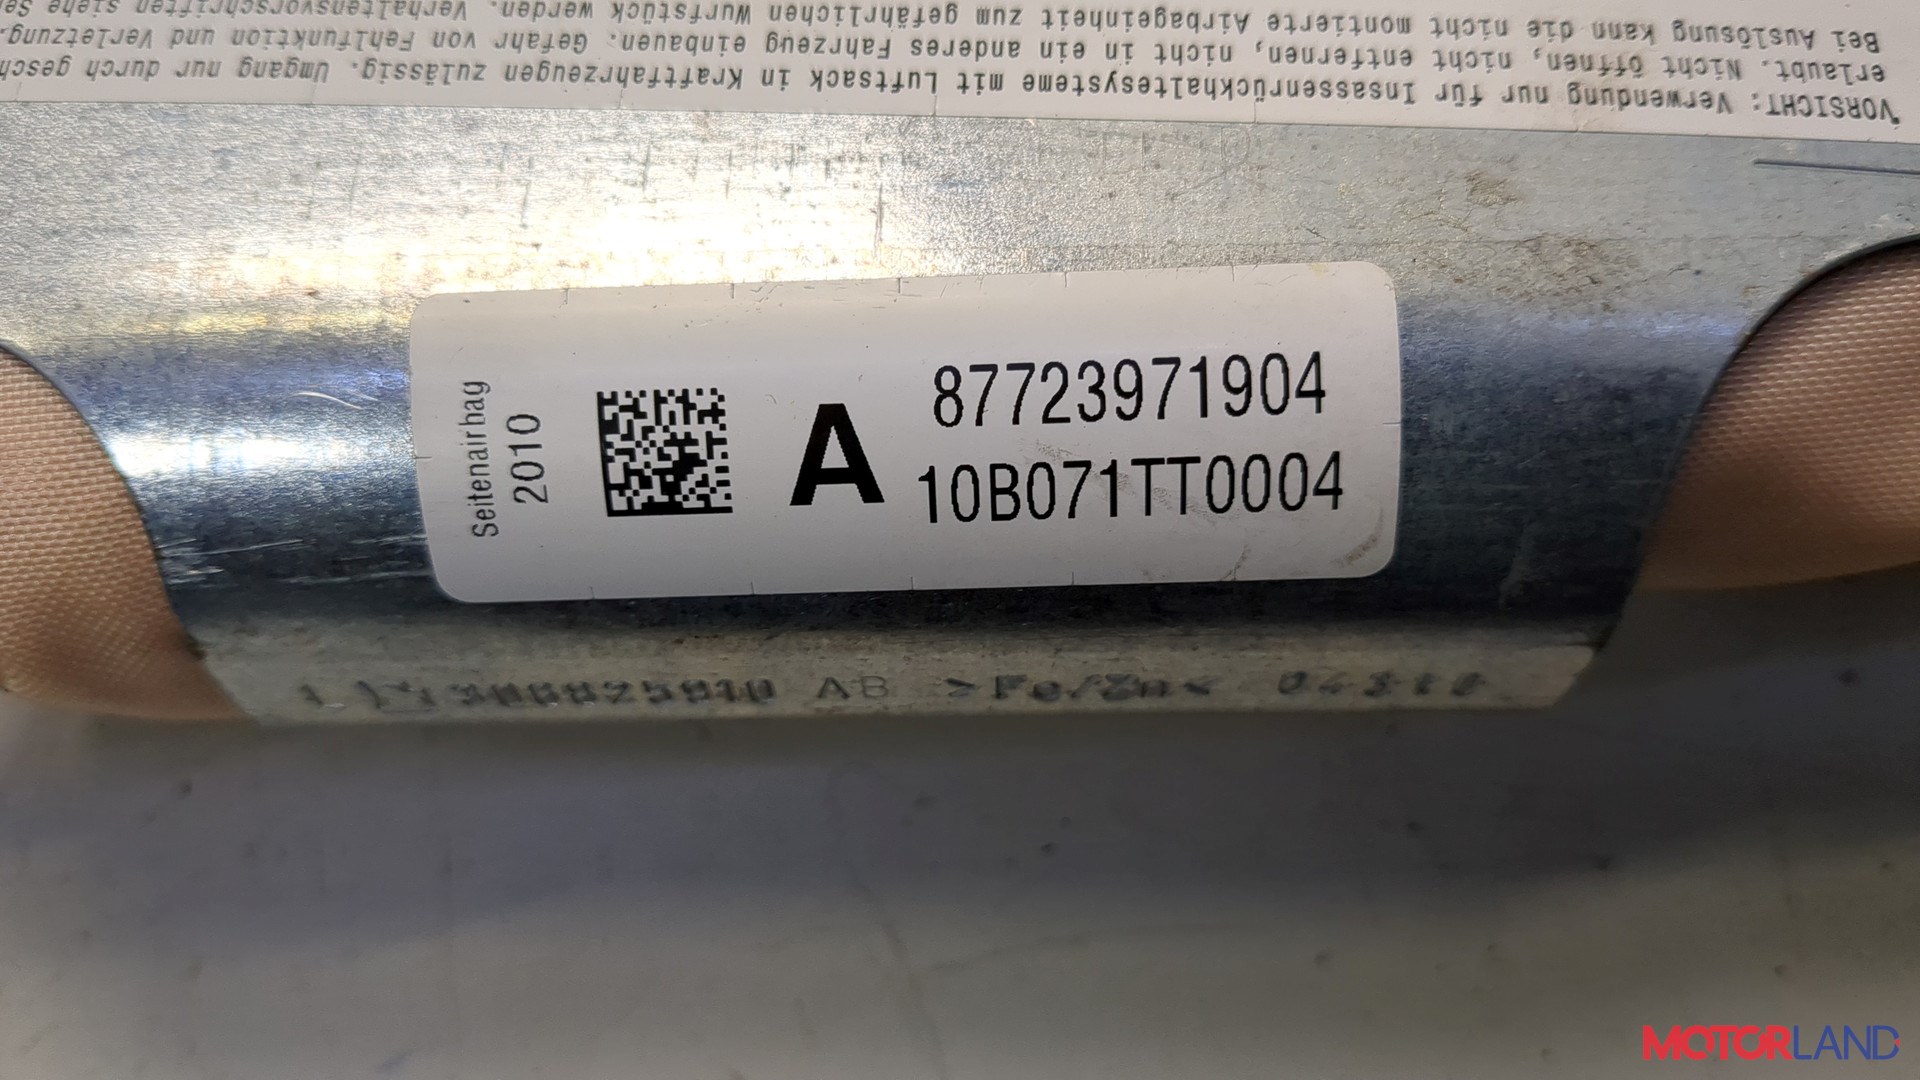 *VORSICHT: Verwendung nur für Insassenrückhaltesysteme mit Luftsack in Kraftfahrzeugen zulässig. Umgang nur durch gesch
erlaubt. Nicht öffnen, nicht entfernen, nicht in ein anderes Fahrzeug einbauen. Gefahr von Fehlfunktion und Verletzung.
Bei Auslösung kann die nicht montierte Airbageinheit zum gefährlichen Wurfstück werden. Verhaltensvorschriften siehe Se
Seitenairbag
2010
A
87723971904
10B071TT0004
AB >Fe/Zn<
MOTORLAND